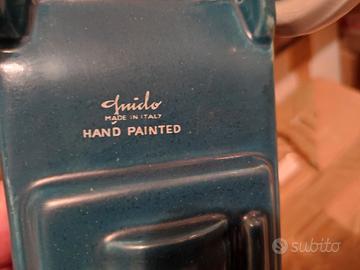 Guido
MADE IN ITALY
HAND PAINTED
subito